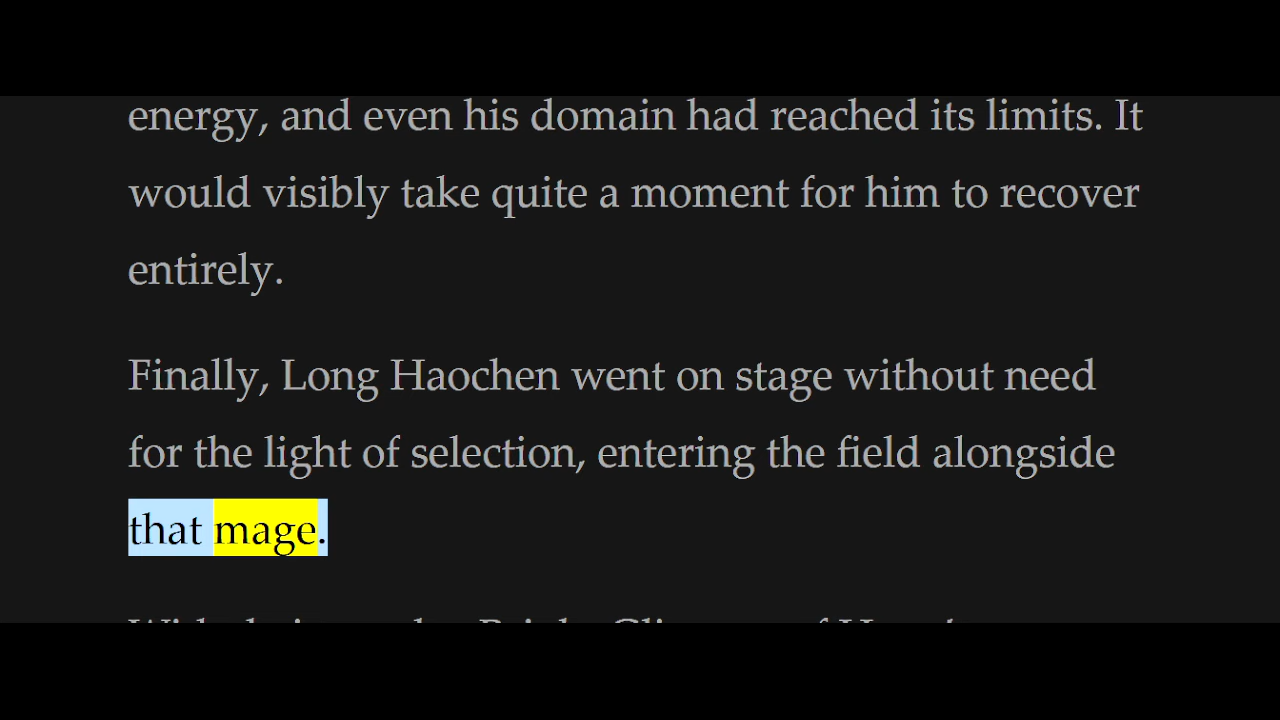 energy, and even his domain had reached its limits. It
would visibly take quite a moment for him to recover
entirely.
Finally, Long Haochen went on stage without need
for the light of selection, entering the field alongside
that mage.